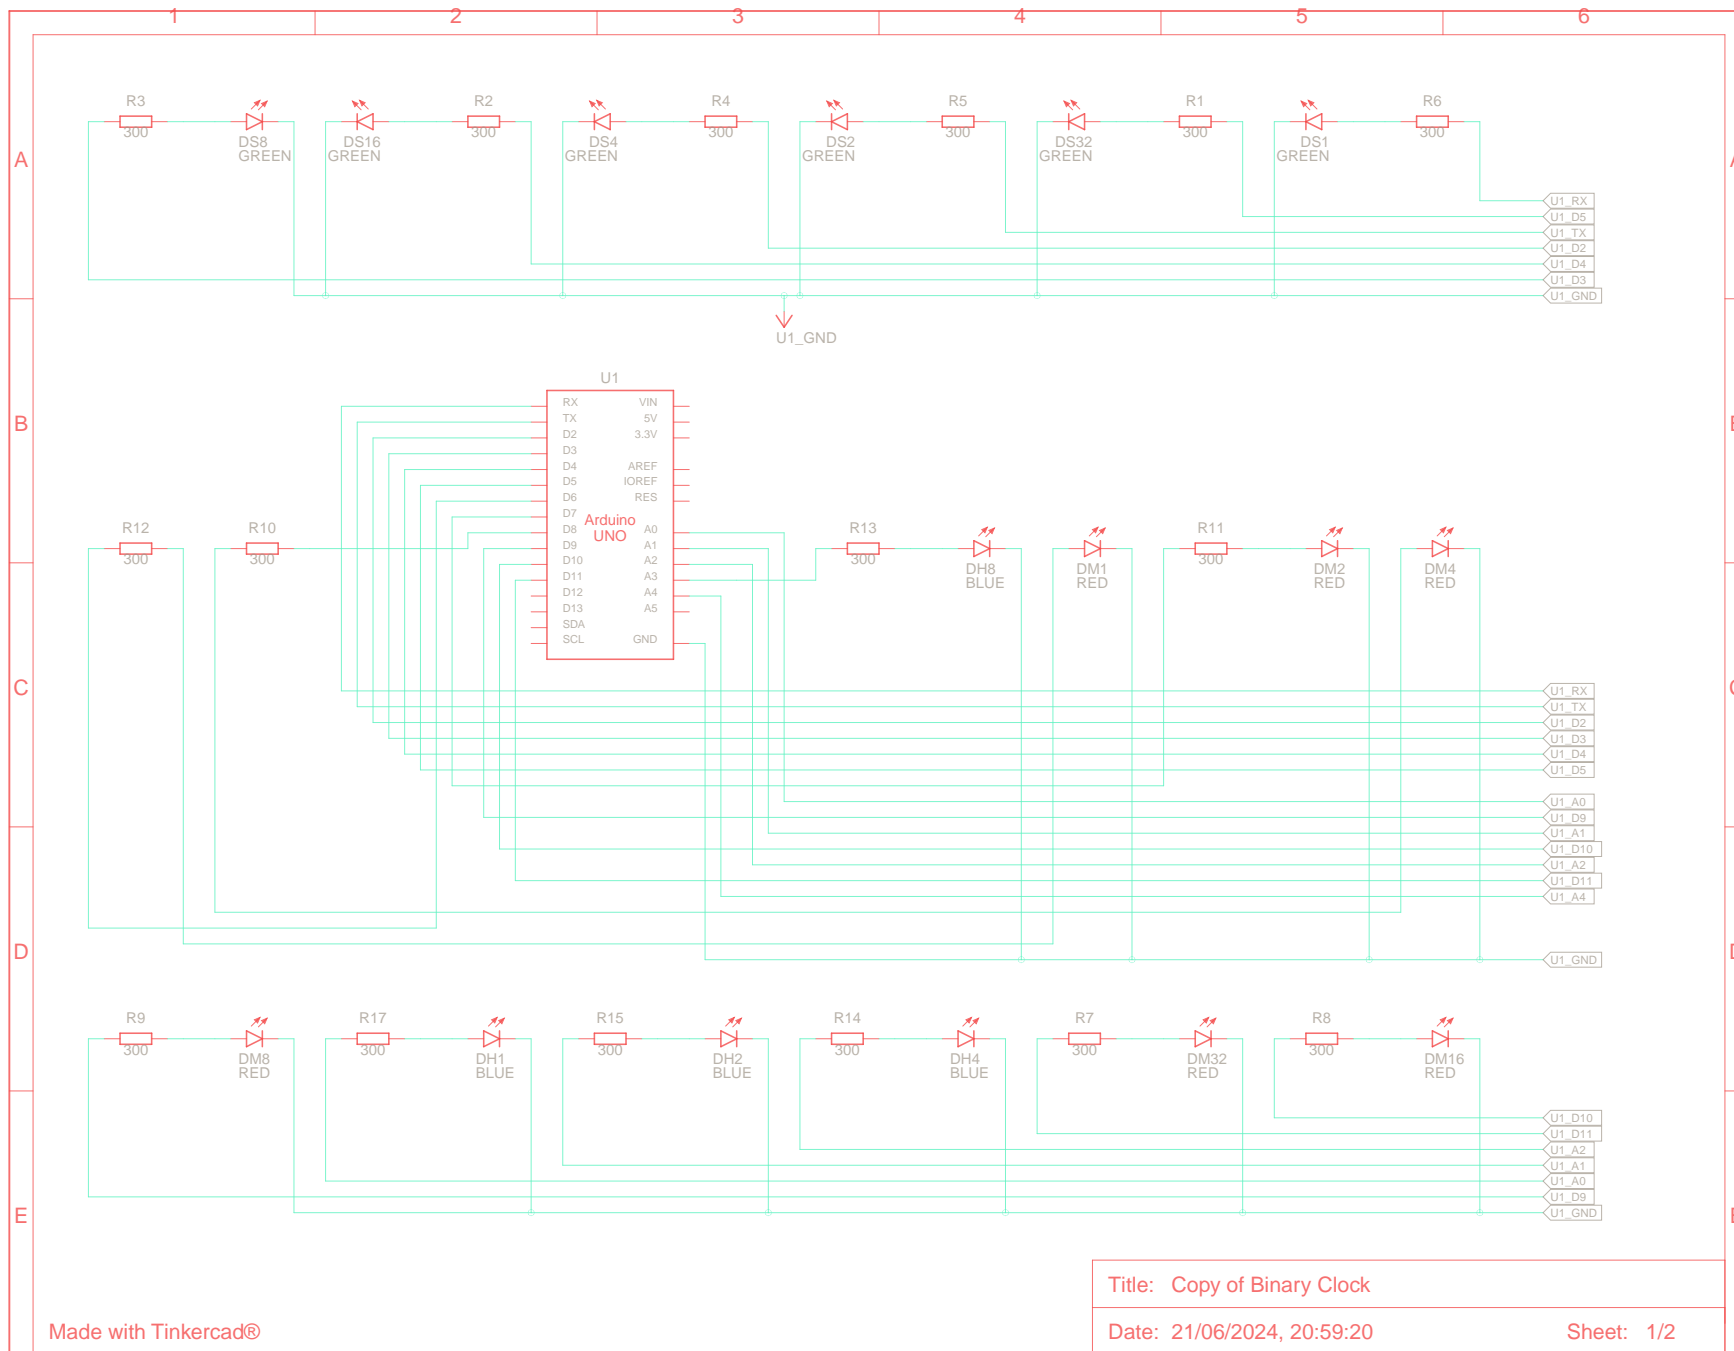 1 2 3 4 5 6
R3 R2 R4 R5 R1 R6
300 300 300 300 300 300
DS8 DS16 DS4 DS2 DS32 DS1
GREEN GREEN GREEN GREEN GREEN GREEN
A
U1_RX
U1_D5
U1_TX
U1_D2
U1_D4
U1_D3
U1_GND
U1_GND
U1
B
RX VIN
TX 5V
D2 3.3V
D3
D4 AREF
D5 IOREF
D6 RES
D7
Arduino
UNO
D8 A0
D9 A1
D10 A2
D11 A3
D12 A4
D13 A5
SDA
SCL GND
R12 R10 R13 R11
300 300 300 300
DH8 DM1 DM2 DM4
BLUE RED RED RED
C
U1_RX
U1_TX
U1_D2
U1_D3
U1_D4
U1_D5
U1_A0
U1_D9
U1_A1
U1_D10
U1_A2
U1_D11
U1_A4
D
U1_GND
R9 R17 R15 R14 R7 R8
300 300 300 300 300 300
DM8 DH1 DH2 DH4 DM32 DM16
RED BLUE BLUE BLUE RED RED
U1_D10
U1_D11
U1_A2
U1_A1
U1_A0
U1_D9
U1_GND
E
Title: Copy of Binary Clock
Made with Tinkercad®
Date: 21/06/2024, 20:59:20 Sheet: 1/2